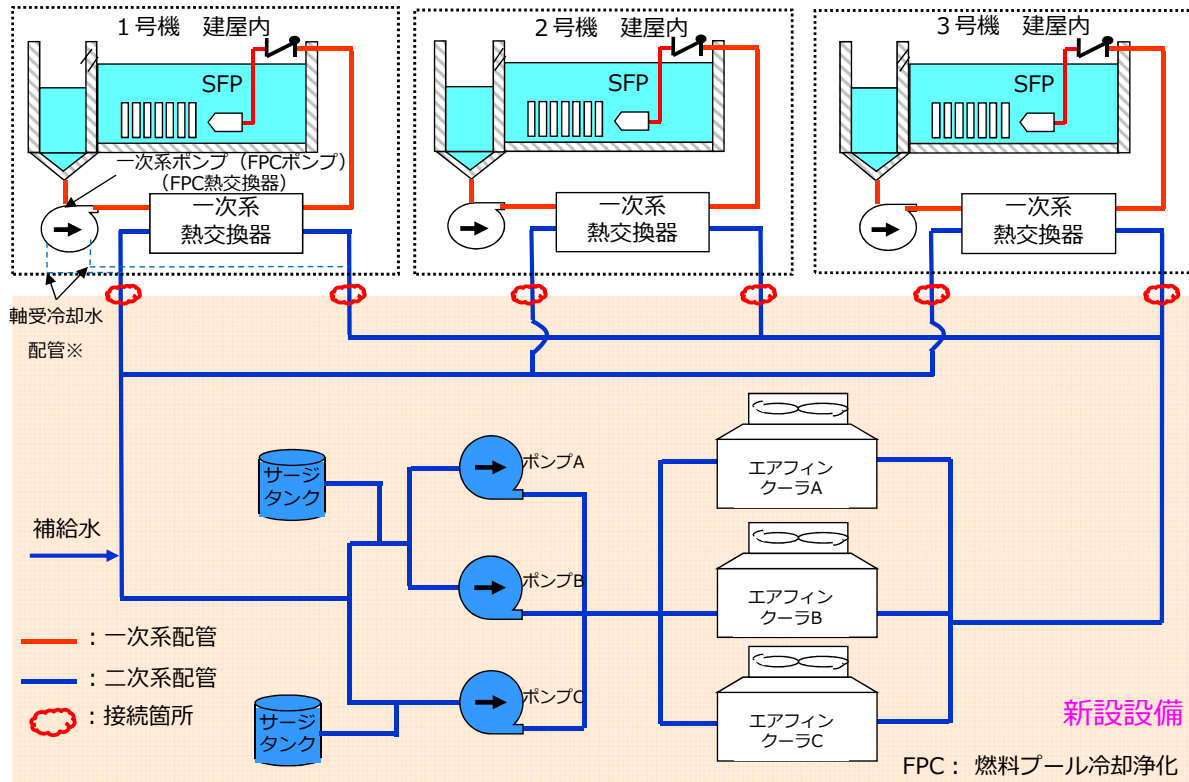 1号機　建屋内
2号機　建屋内
3号機　建屋内
SFP
SFP
SFP
一次系ポンプ（FPCポンプ）
（FPC熱交換器）
一次系
熱交換器
一次系
熱交換器
一次系
熱交換器
軸受冷却水
配管※
サージ
タンク
ポンプA
エアフィン
クーラA
補給水
ポンプB
エアフィン
クーラB
：一次系配管
：二次系配管
：接続箇所
サージ
タンク
ポンプC
エアフィン
クーラC
新設設備
FPC： 燃料プール冷却浄化